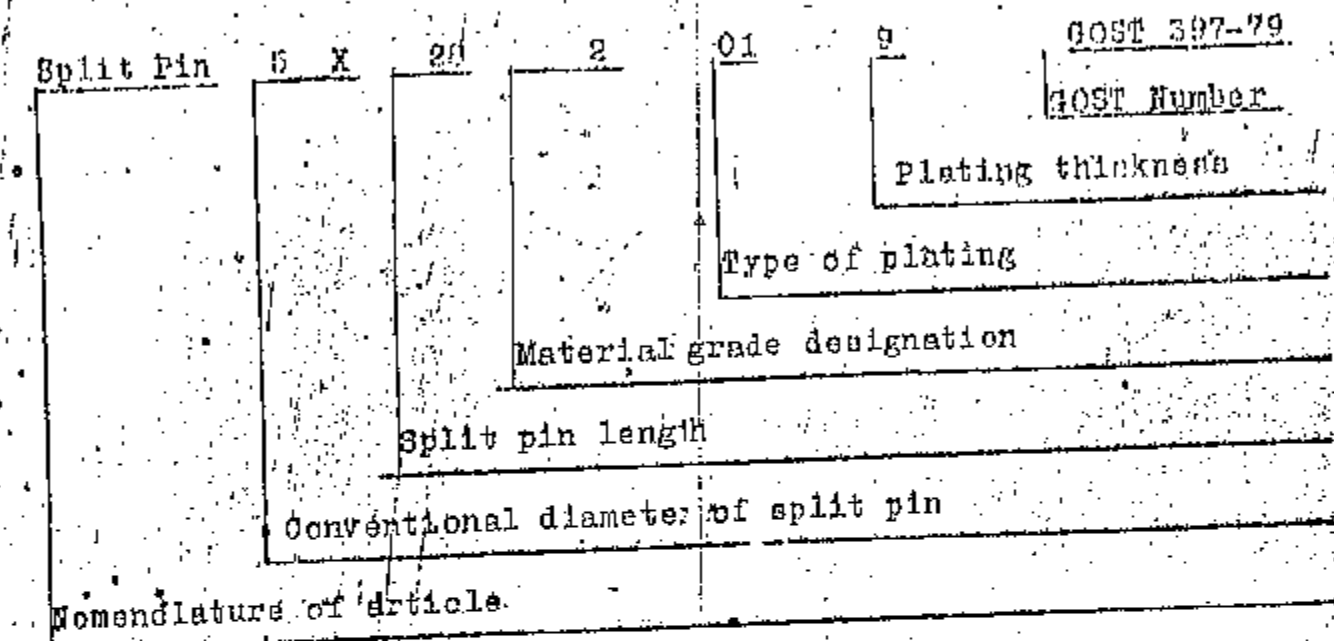 Split Pin 5 X 20 2 01 9 GOST 397-79
GOST Number
Plating thickness
Type of plating
Material grade designation
Split pin length
Conventional diameter of split pin
Nomenclature of article